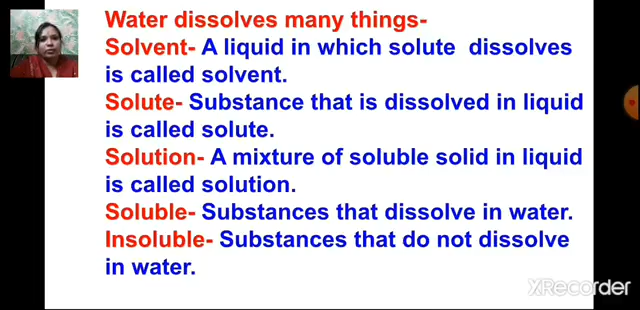 Water dissolves many things-
Solvent- A liquid in which solute dissolves
is called solvent.
Solute- Substance that is dissolved in liquid
is called solute.
Solution- A mixture of soluble solid in liquid
is called solution.
Soluble- Substances that dissolve in water.
Insoluble- Substances that do not dissolve
in water.
XRecorder